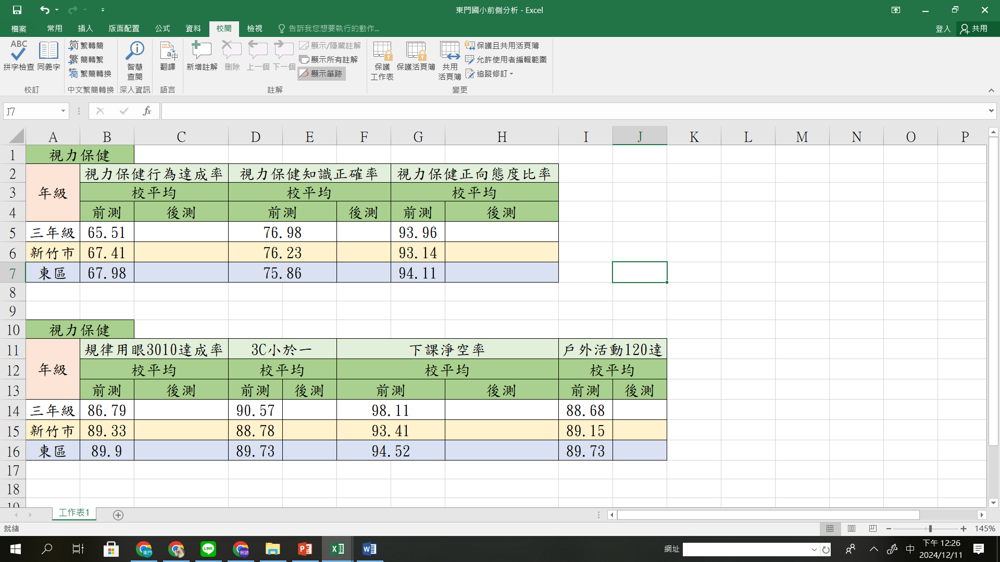 東門國小前側分析 - Excel
檔案 常用 插入 版面配置 公式 資料 校閱 檢視 告訴我您想要執行的動作... 登入 共用
ABC 拼字檢查 同義字 繁轉簡 簡轉繁 繁簡轉換 智慧查閱 翻譯 新增註解 刪除 上一個 下一個 顯示/隱藏註解 顯示所有註解 顯示筆跡 保護工作表 保護活頁簿 共用活頁簿 保護且共用活頁簿 允許使用者編輯範圍 追蹤修訂
校訂 中文繁簡轉換 深入資訊 語言 註解 變更
J7 fx
A B C D E F G H I J K L M N O P
1 視力保健
2 年級 視力保健行為達成率 視力保健知識正確率 視力保健正向態度比率
3 校平均 校平均 校平均
4 前測 後測 前測 後測 前測 後測
5 三年級 65.51 76.98 93.96
6 新竹市 67.41 76.23 93.14
7 東區 67.98 75.86 94.11
8
9
10 視力保健
11 年級 規律用眼3010達成率 3C小於一 下課淨空率 戶外活動120達
12 校平均 校平均 校平均 校平均
13 前測 後測 前測 後測 前測 後測 前測 後測
14 三年級 86.79 90.57 98.11 88.68
15 新竹市 89.33 88.78 93.41 89.15
16 東區 89.9 89.73 94.52 89.73
17
18
19
工作表1
就緒 145%
網址 中 下午 12:26
2024/12/11